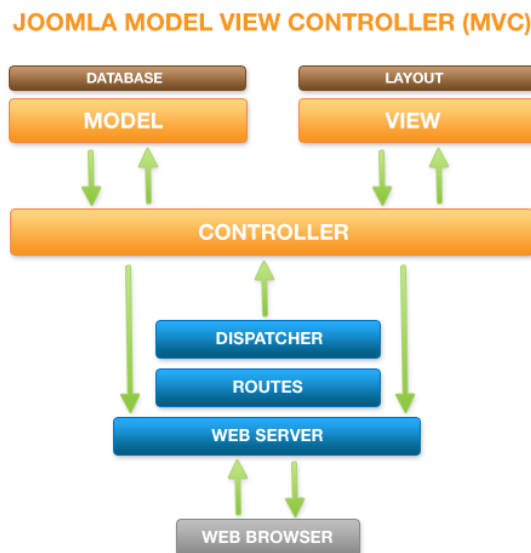 JOOMLA MODEL VIEW CONTROLLER (MVC)
DATABASE
LAYOUT
MODEL
VIEW
CONTROLLER
DISPATCHER
ROUTES
WEB SERVER
WEB BROWSER